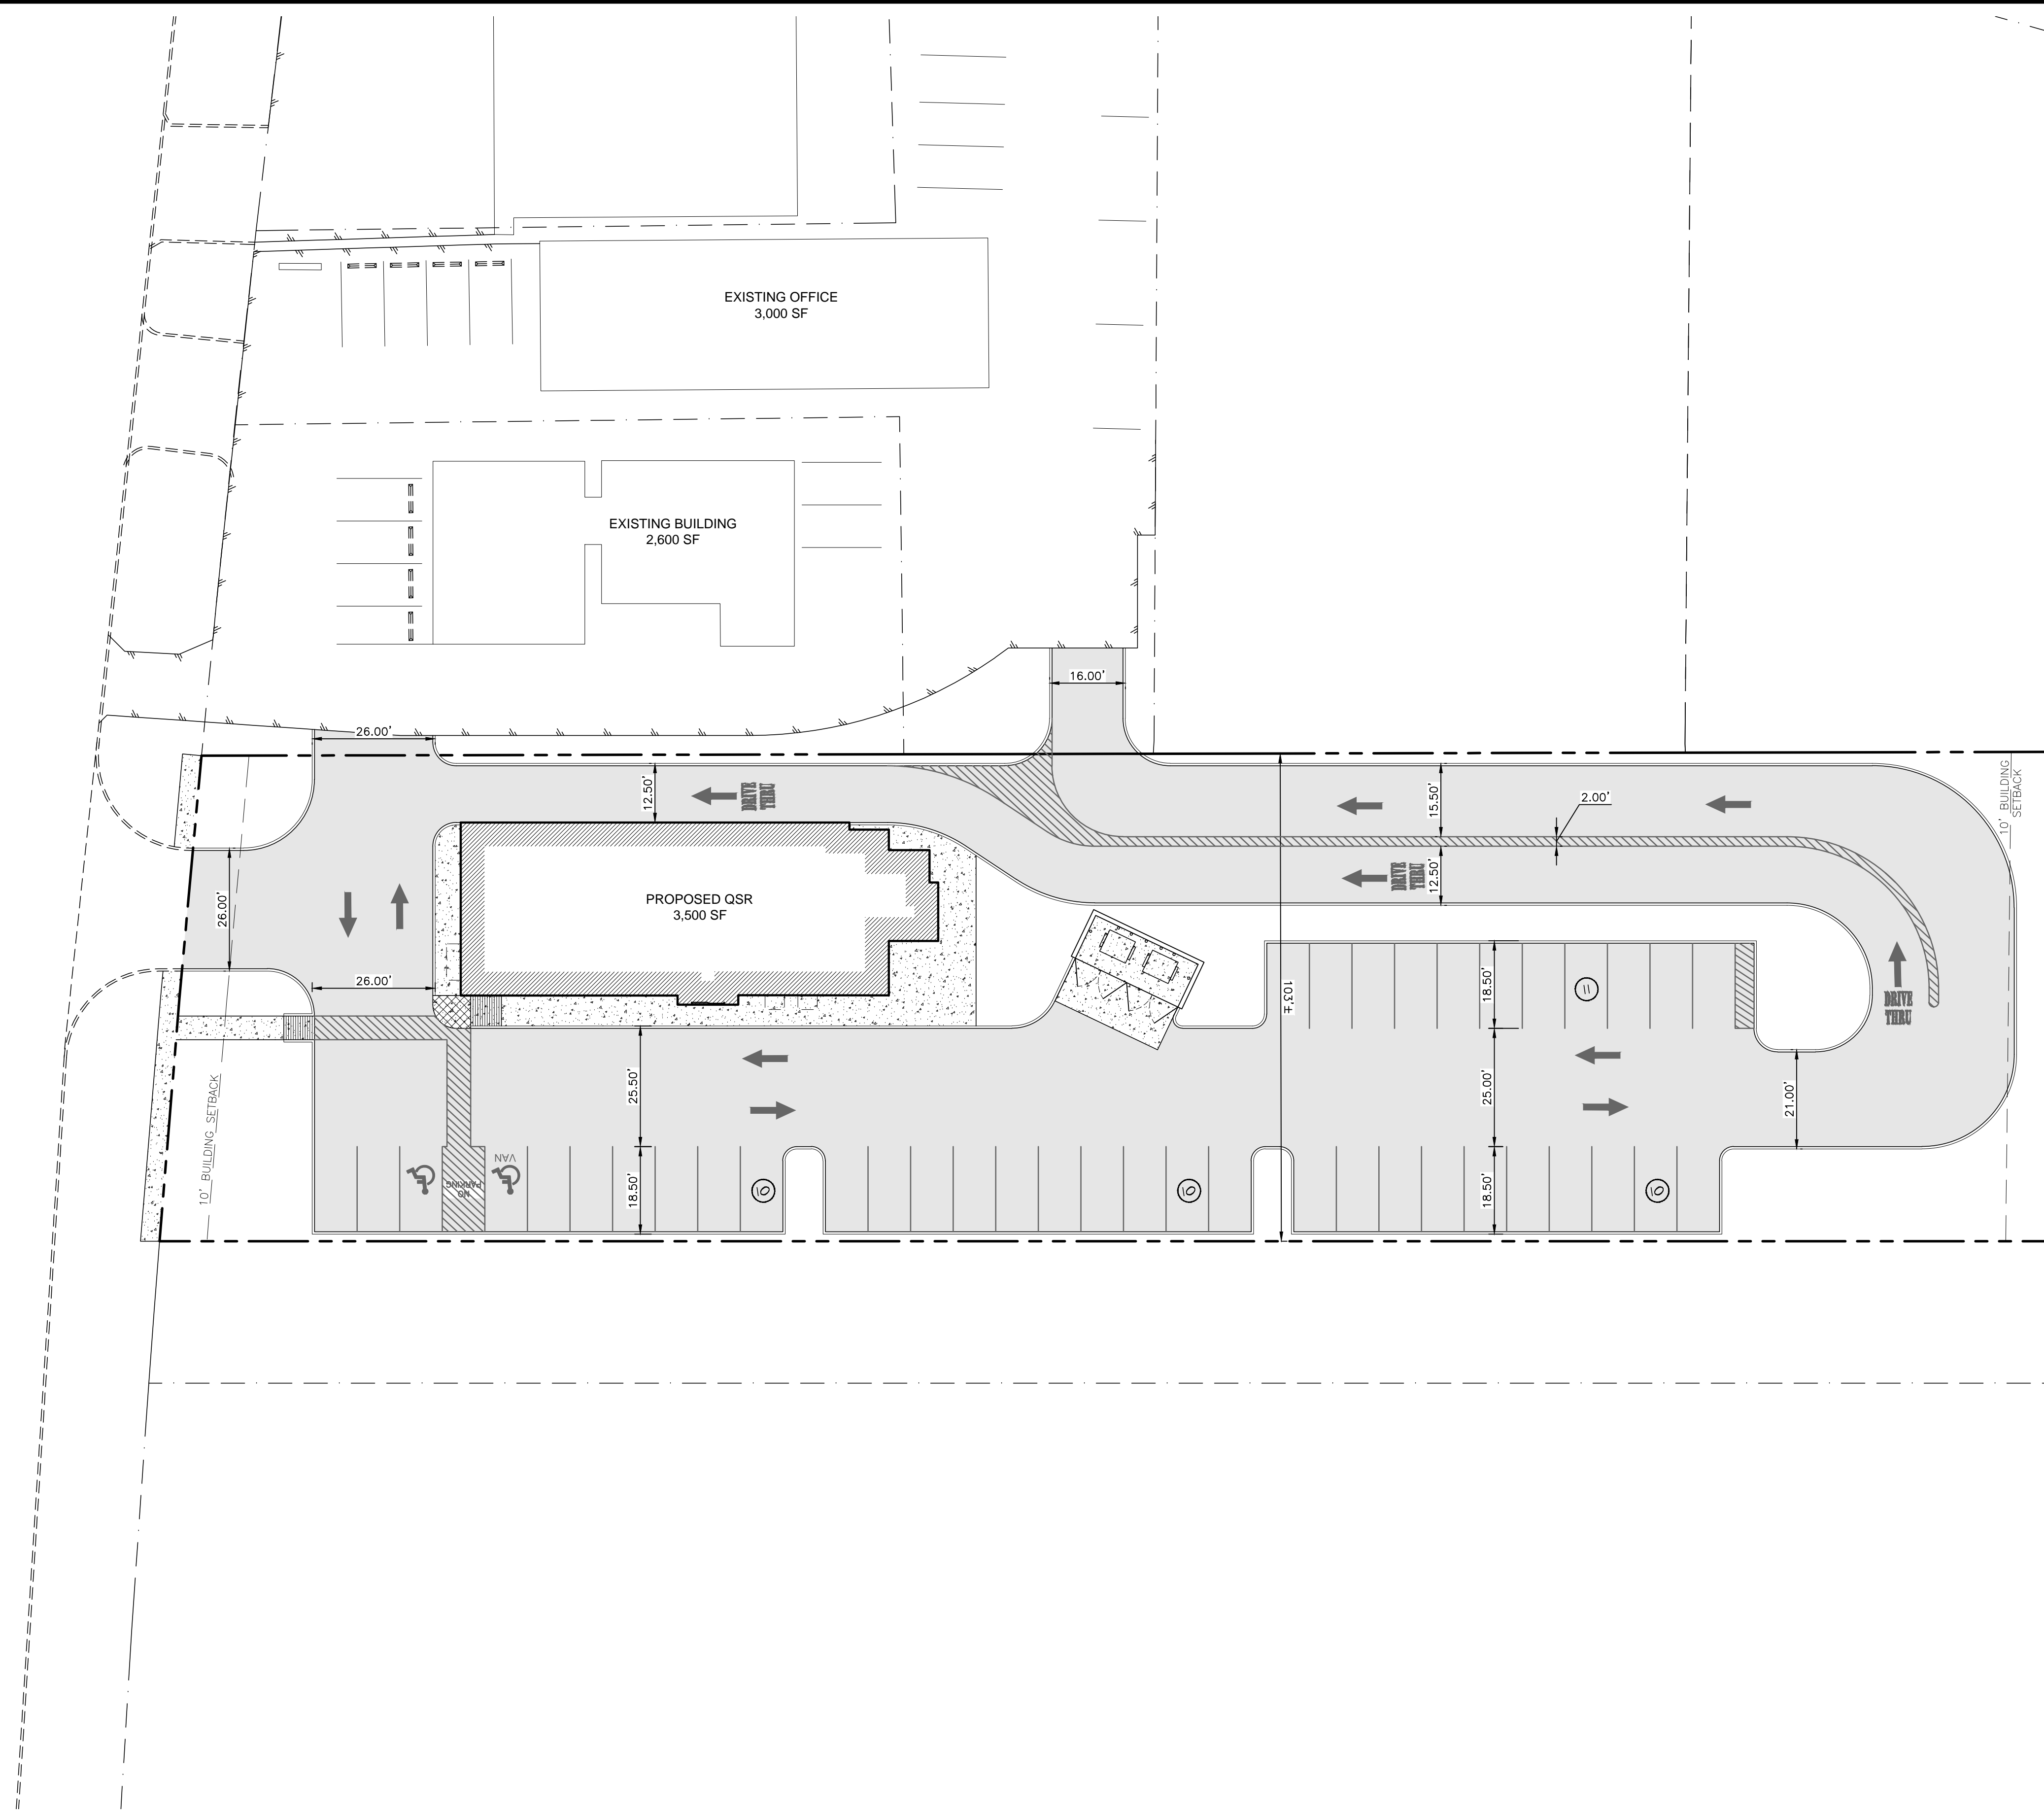 EXISTING OFFICE
3,000 SF
EXISTING BUILDING
2,600 SF
16.00'
26.00'
12.50'
DRIVE
THRU
15.50'
2.00'
10' BUILDING
SETBACK
DRIVE
THRU
12.50'
26.00'
PROPOSED QSR
3,500 SF
26.00'
103'±
18.50'
11
DRIVE
THRU
25.50'
25.00'
21.00'
10' BUILDING SETBACK
VAN
NO
PARKING
18.50'
10
10
18.50'
10